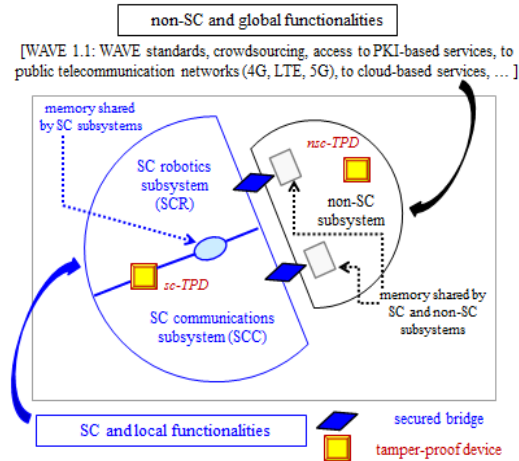 non-SC and global functionalities
[WAVE 1.1: WAVE standards, crowdsourcing, access to PKI-based services, to
public telecommunication networks (4G, LTE, 5G), to cloud-based services, … ]
memory shared
by SC subsystems
SC robotics
subsystem
(SCR)
nsc-TPD
non-SC
subsystem
sc-TPD
SC communications
subsystem (SCC)
memory shared by
SC and non-SC
subsystems
SC and local functionalities
secured bridge
tamper-proof device